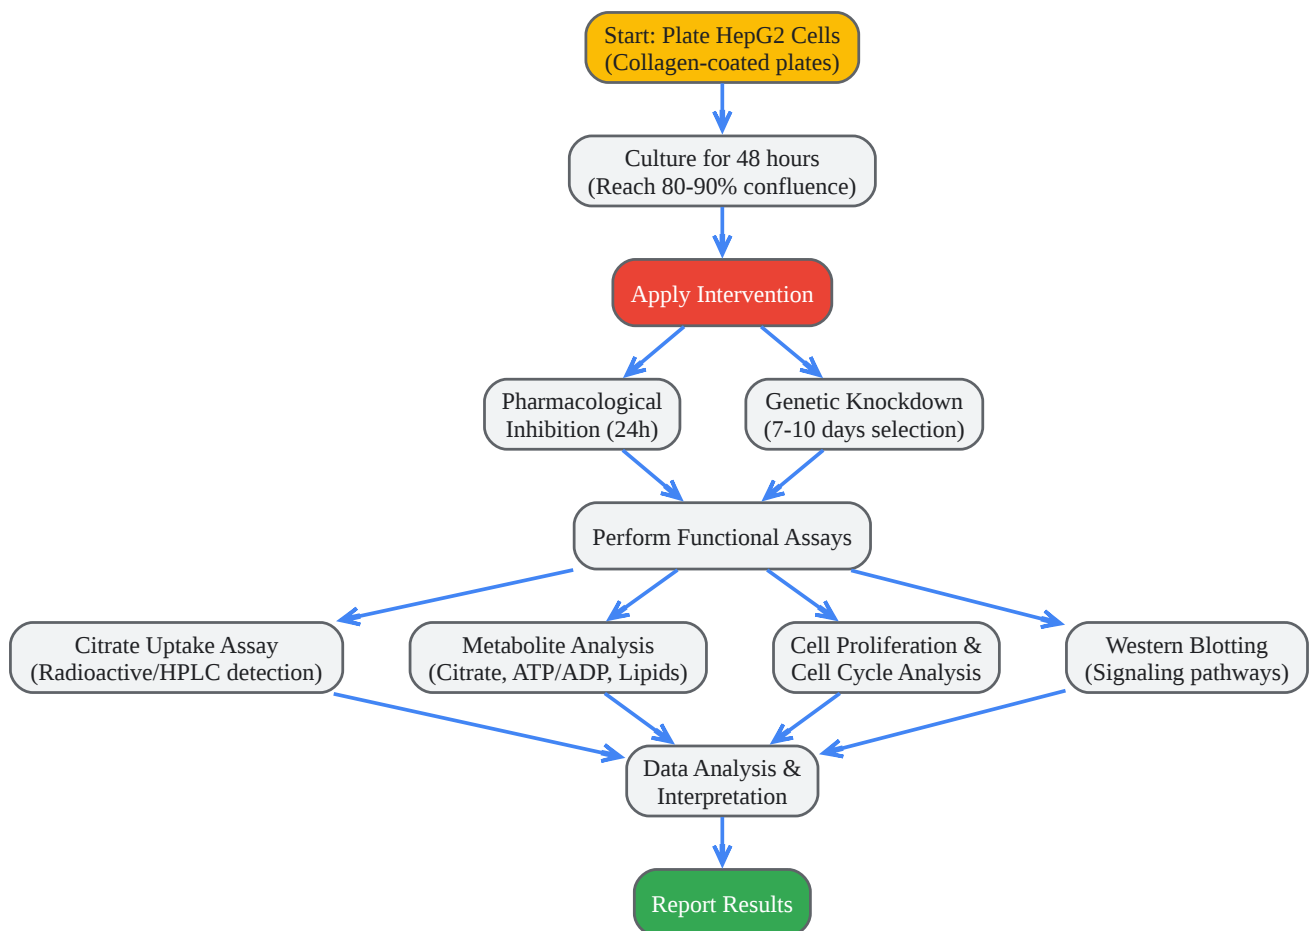 Start: Plate HepG2 Cells
(Collagen-coated plates)
Culture for 48 hours
(Reach 80-90% confluence)
Apply Intervention
Pharmacological
Inhibition (24h)
Genetic Knockdown
(7-10 days selection)
Perform Functional Assays
Citrate Uptake Assay
(Radioactive/HPLC detection)
Metabolite Analysis
(Citrate, ATP/ADP, Lipids)
Cell Proliferation &
Cell Cycle Analysis
Western Blotting
(Signaling pathways)
Data Analysis &
Interpretation
Report Results